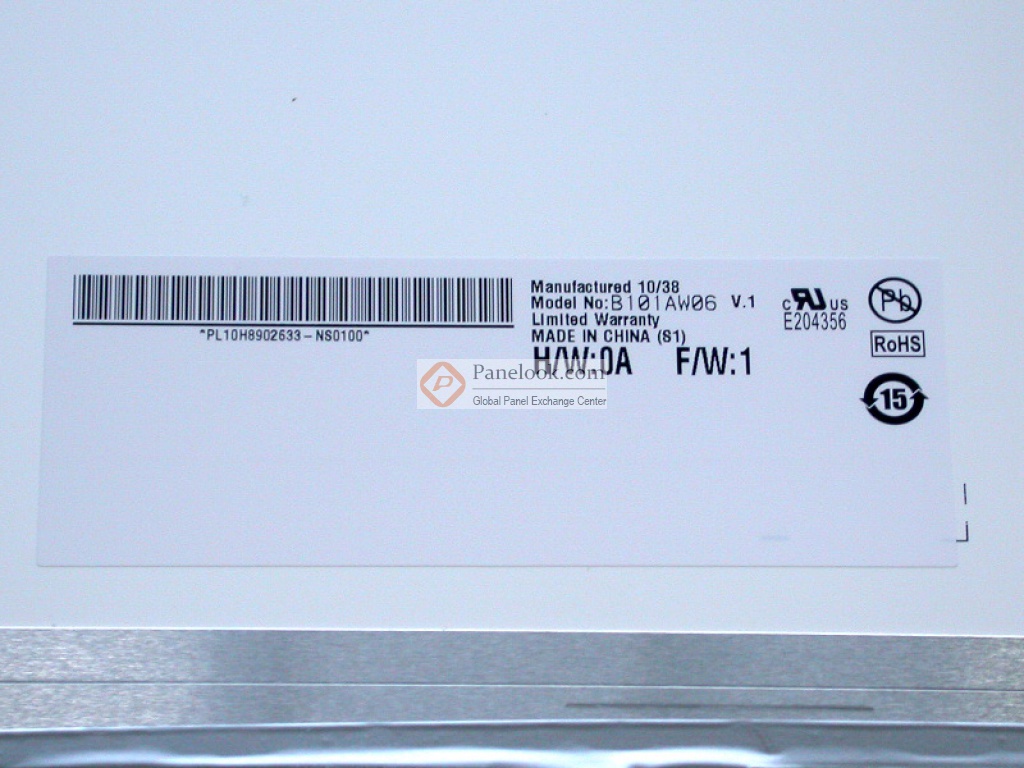 *PL10H8902633-NS0100*
Manufactured 10/38
Model No:B101AW06 V.1
Limited Warranty
MADE IN CHINA (S1)
H/W:0A F/W:1
c RU US
E204356
Pb
RoHS
15
Panelook.com
Global Panel Exchange Center